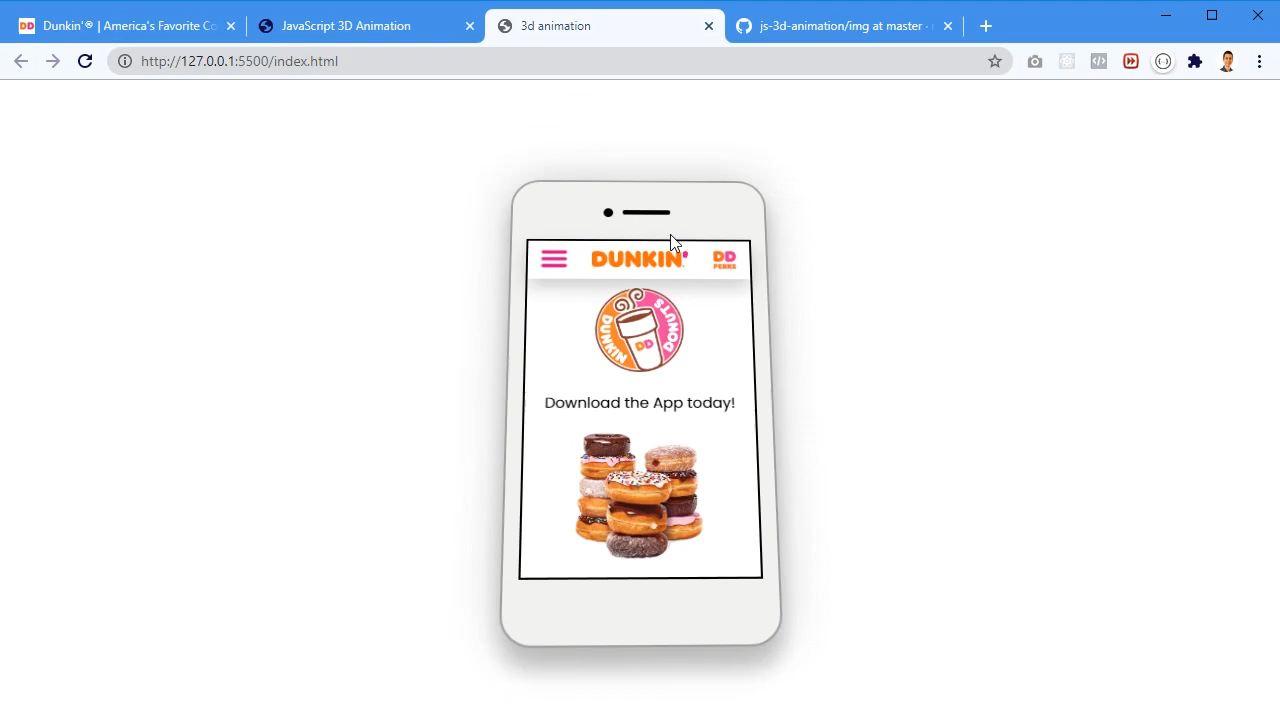 Dunkin'® | America's Favorite Co
JavaScript 3D Animation
3d animation
js-3d-animation/img at master ·
http://127.0.0.1:5500/index.html
DUNKIN'
DD
PERKS
DUNKIN DONUTS
DD
Download the App today!